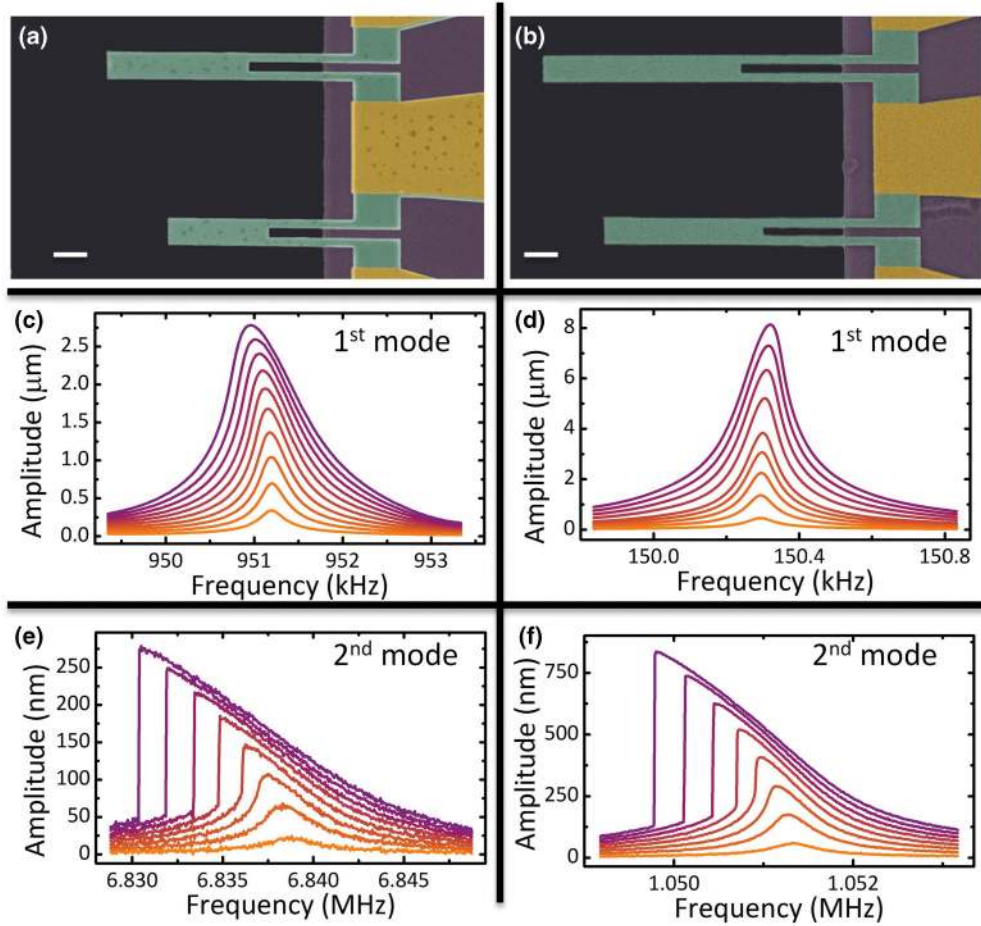 (a)
(b)
(c)
1st mode
2.5
2.0
1.5
1.0
0.5
0.0
Amplitude (μm)
950
951
952
953
Frequency (kHz)
(d)
1st mode
8
6
4
2
0
Amplitude (μm)
150.0
150.4
150.8
Frequency (kHz)
(e)
2nd mode
250
200
150
100
50
0
Amplitude (nm)
6.830
6.835
6.840
6.845
Frequency (MHz)
(f)
2nd mode
750
500
250
0
Amplitude (nm)
1.050
1.052
Frequency (MHz)